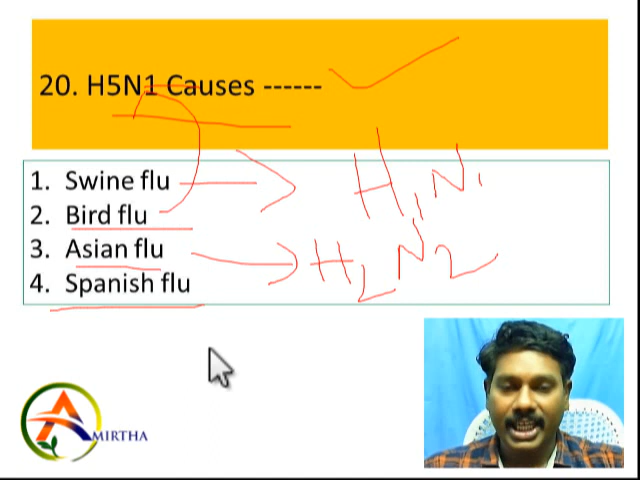 20. H5N1 Causes ------
1. Swine flu
H1N1
2. Bird flu
3. Asian flu
H2N2
4. Spanish flu
AMIRTHA